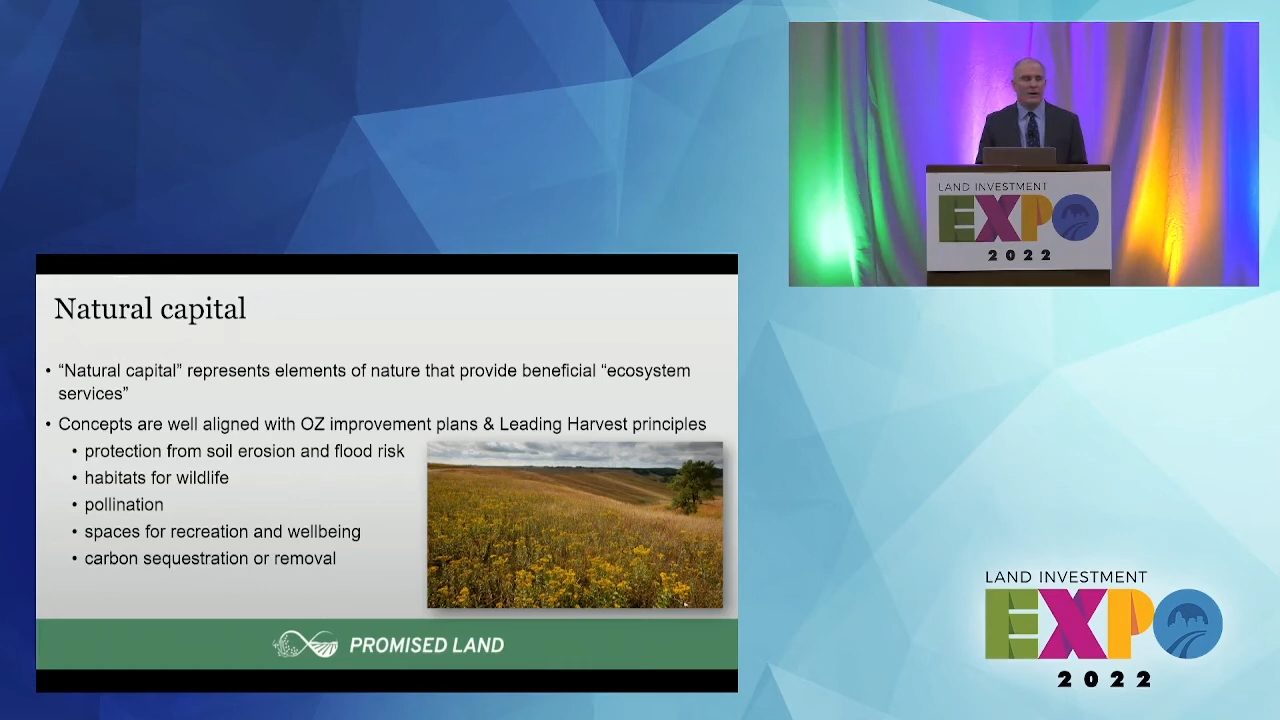 LAND INVESTMENT
EXPO
2022
Natural capital
• “Natural capital” represents elements of nature that provide beneficial “ecosystem
services”
• Concepts are well aligned with OZ improvement plans & Leading Harvest principles
• protection from soil erosion and flood risk
• habitats for wildlife
• pollination
• spaces for recreation and wellbeing
• carbon sequestration or removal
PROMISED LAND
LAND INVESTMENT
EXPO
2022